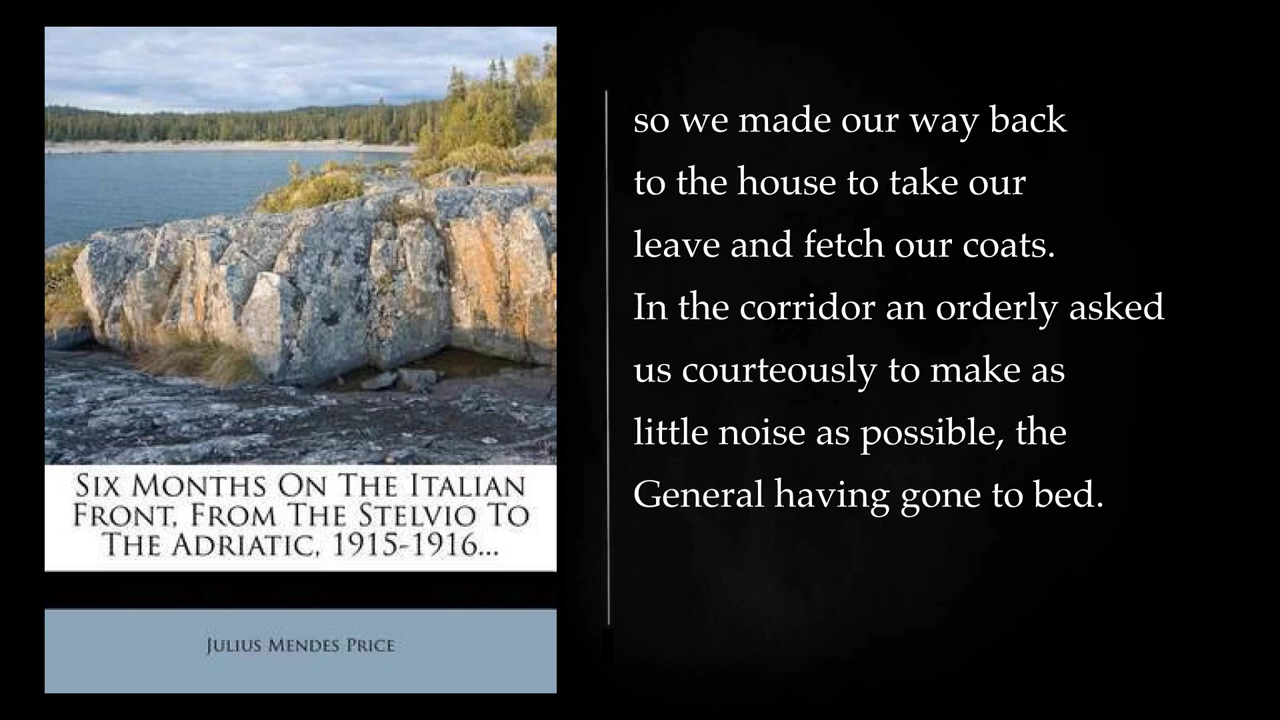 Six Months On The Italian
Front, From The Stelvio To
The Adriatic, 1915-1916...
Julius Mendes Price
so we made our way back
to the house to take our
leave and fetch our coats.
In the corridor an orderly asked
us courteously to make as
little noise as possible, the
General having gone to bed.